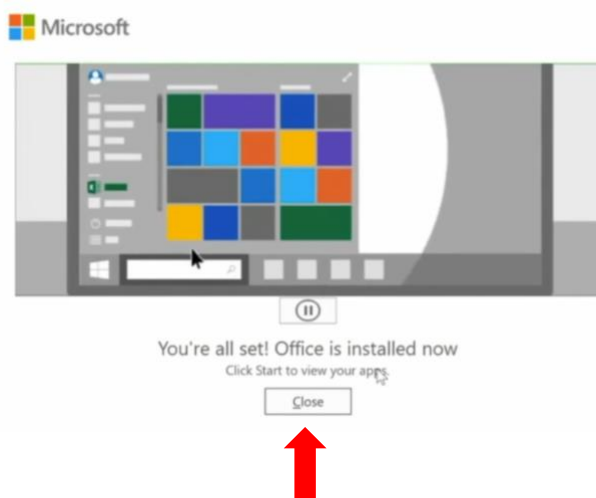 Microsoft
You're all set! Office is installed now
Click Start to view your apps.
Close